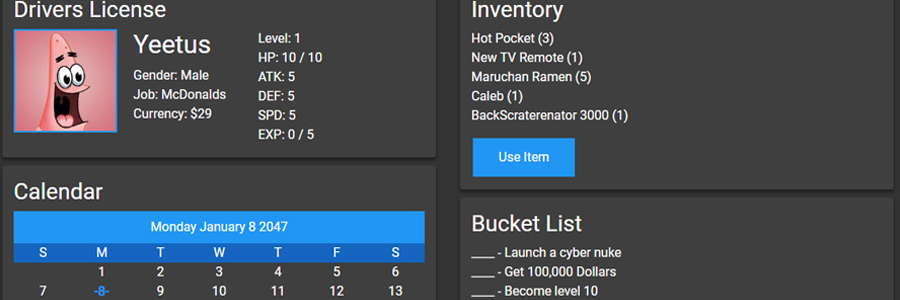 Drivers License
Yeetus
Gender: Male
Job: McDonalds
Currency: $29
Level: 1
HP: 10 / 10
ATK: 5
DEF: 5
SPD: 5
EXP: 0 / 5
Calendar
Monday January 8 2047
S M T W T F S
1 2 3 4 5 6
7 -8- 9 10 11 12 13
Inventory
Hot Pocket (3)
New TV Remote (1)
Maruchan Ramen (5)
Caleb (1)
BackScraterenator 3000 (1)
Use Item
Bucket List
____ - Launch a cyber nuke
____ - Get 100,000 Dollars
____ - Become level 10